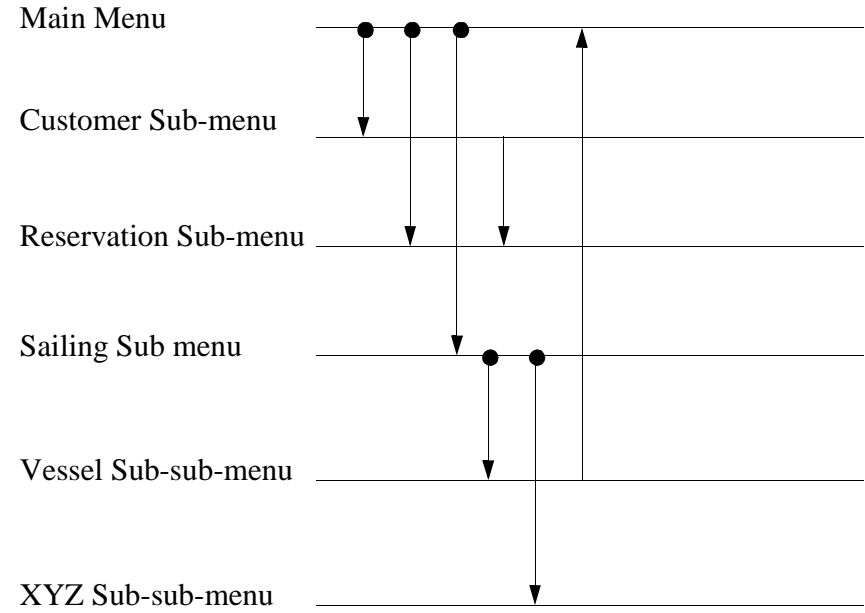 Main Menu
Customer Sub-menu
Reservation Sub-menu
Sailing Sub menu
Vessel Sub-sub-menu
XYZ Sub-sub-menu